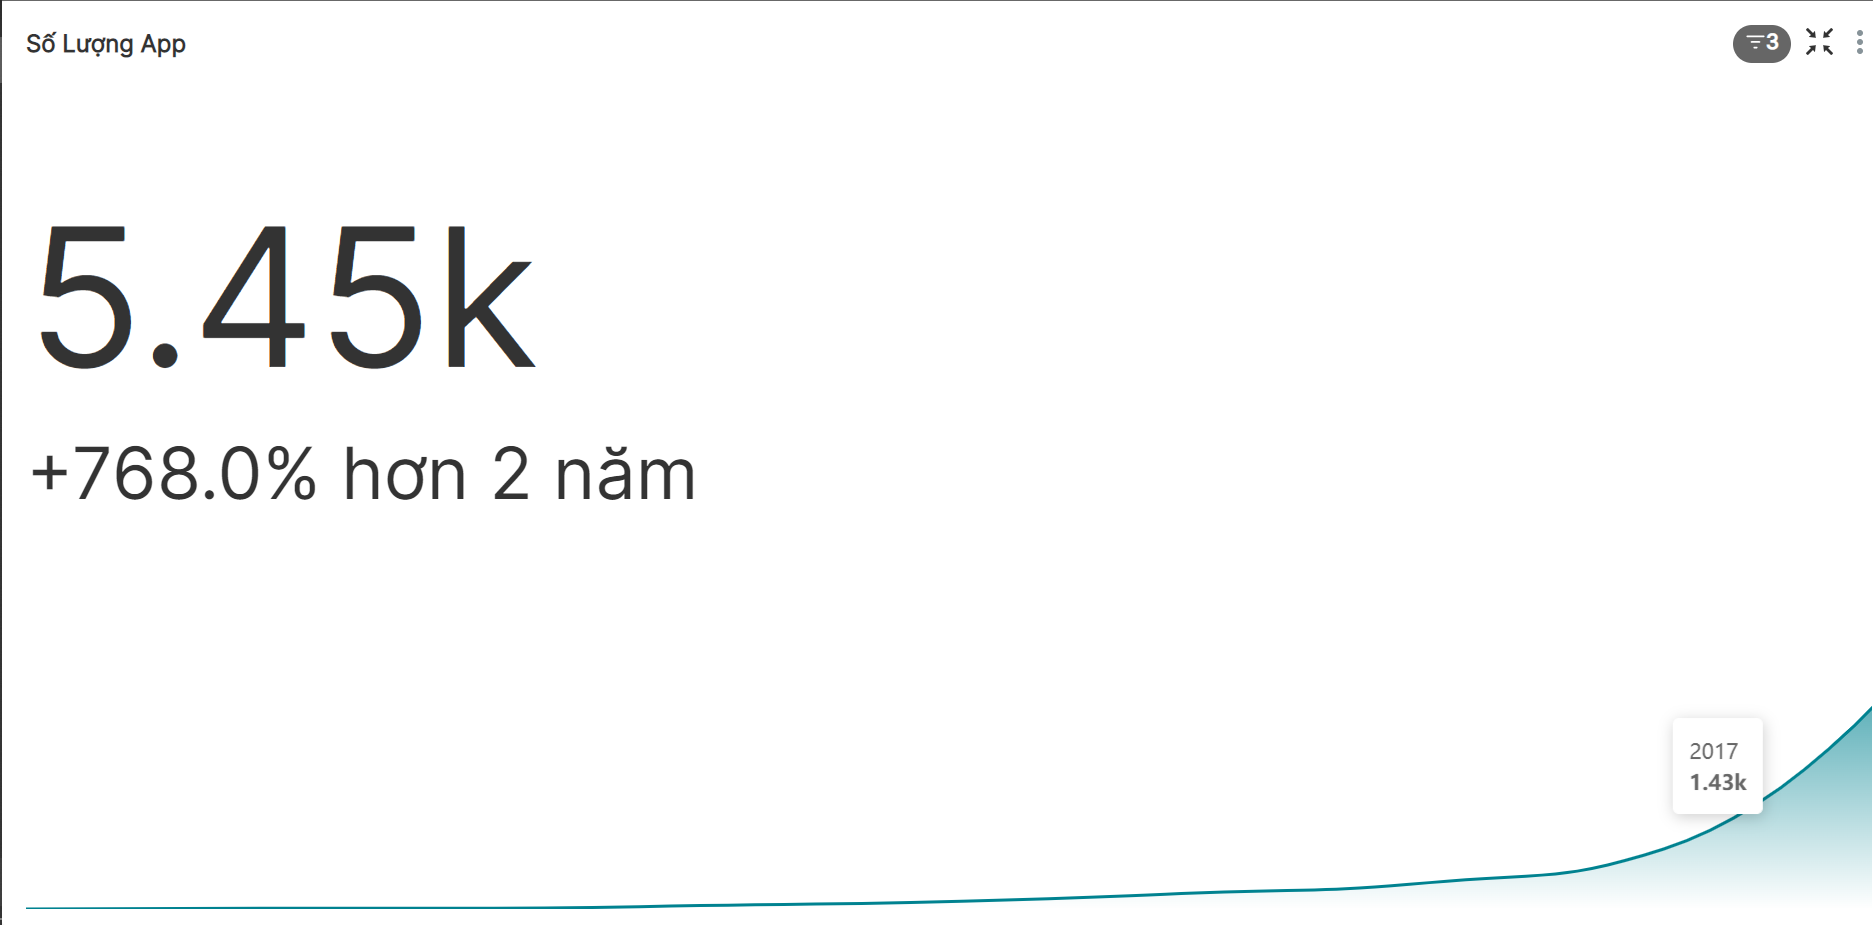 Số Lượng App
3
5.45k
+768.0% hơn 2 năm
2017
1.43k